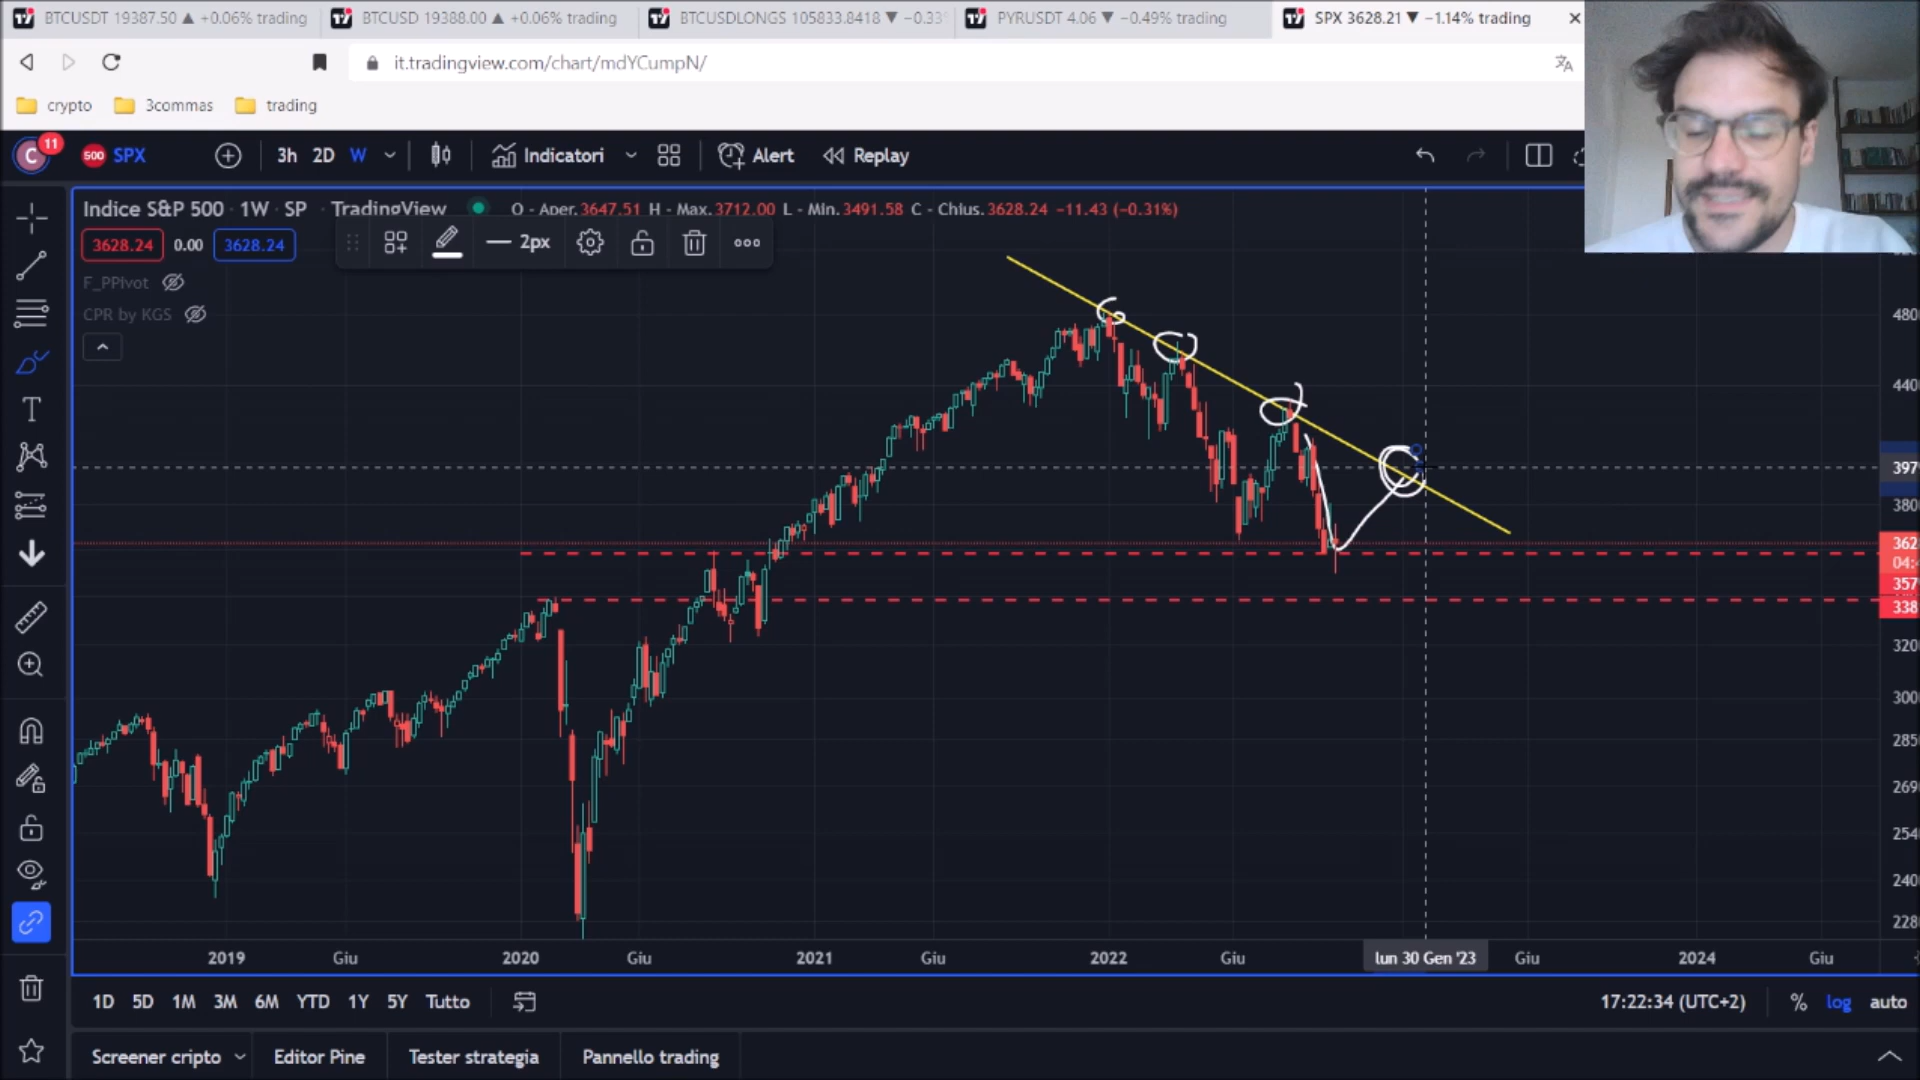 BTCUSDT 19387.50 ▲ +0.06% trading
BTCUSD 19388.00 ▲ +0.06% trading
BTCUSDLONGS 105833.8418 ▼ −0.33
PYRUSDT 4.06 ▼ −0.49% trading
SPX 3628.21 ▼ −1.14% trading
it.tradingview.com/chart/mdYCumpN/
crypto
3commas
trading
C
11
500
SPX
3h
2D
W
Indicatori
Alert
Replay
Indice S&P 500 · 1W · SP · TradingView
O - Aper.3647.51 H - Max.3712.00 L - Min.3491.58 C - Chius.3628.24 −11.43 (−0.31%)
3628.24
0.00
3628.24
2px
F_PPivot
CPR by KGS
480
440
397
380
362
04:
357
338
320
300
285
269
254
240
228
2019
Giu
2020
Giu
2021
Giu
2022
Giu
lun 30 Gen '23
Giu
2024
Giu
1D
5D
1M
3M
6M
YTD
1Y
5Y
Tutto
17:22:34 (UTC+2)
%
log
auto
Screener cripto
Editor Pine
Tester strategia
Pannello trading